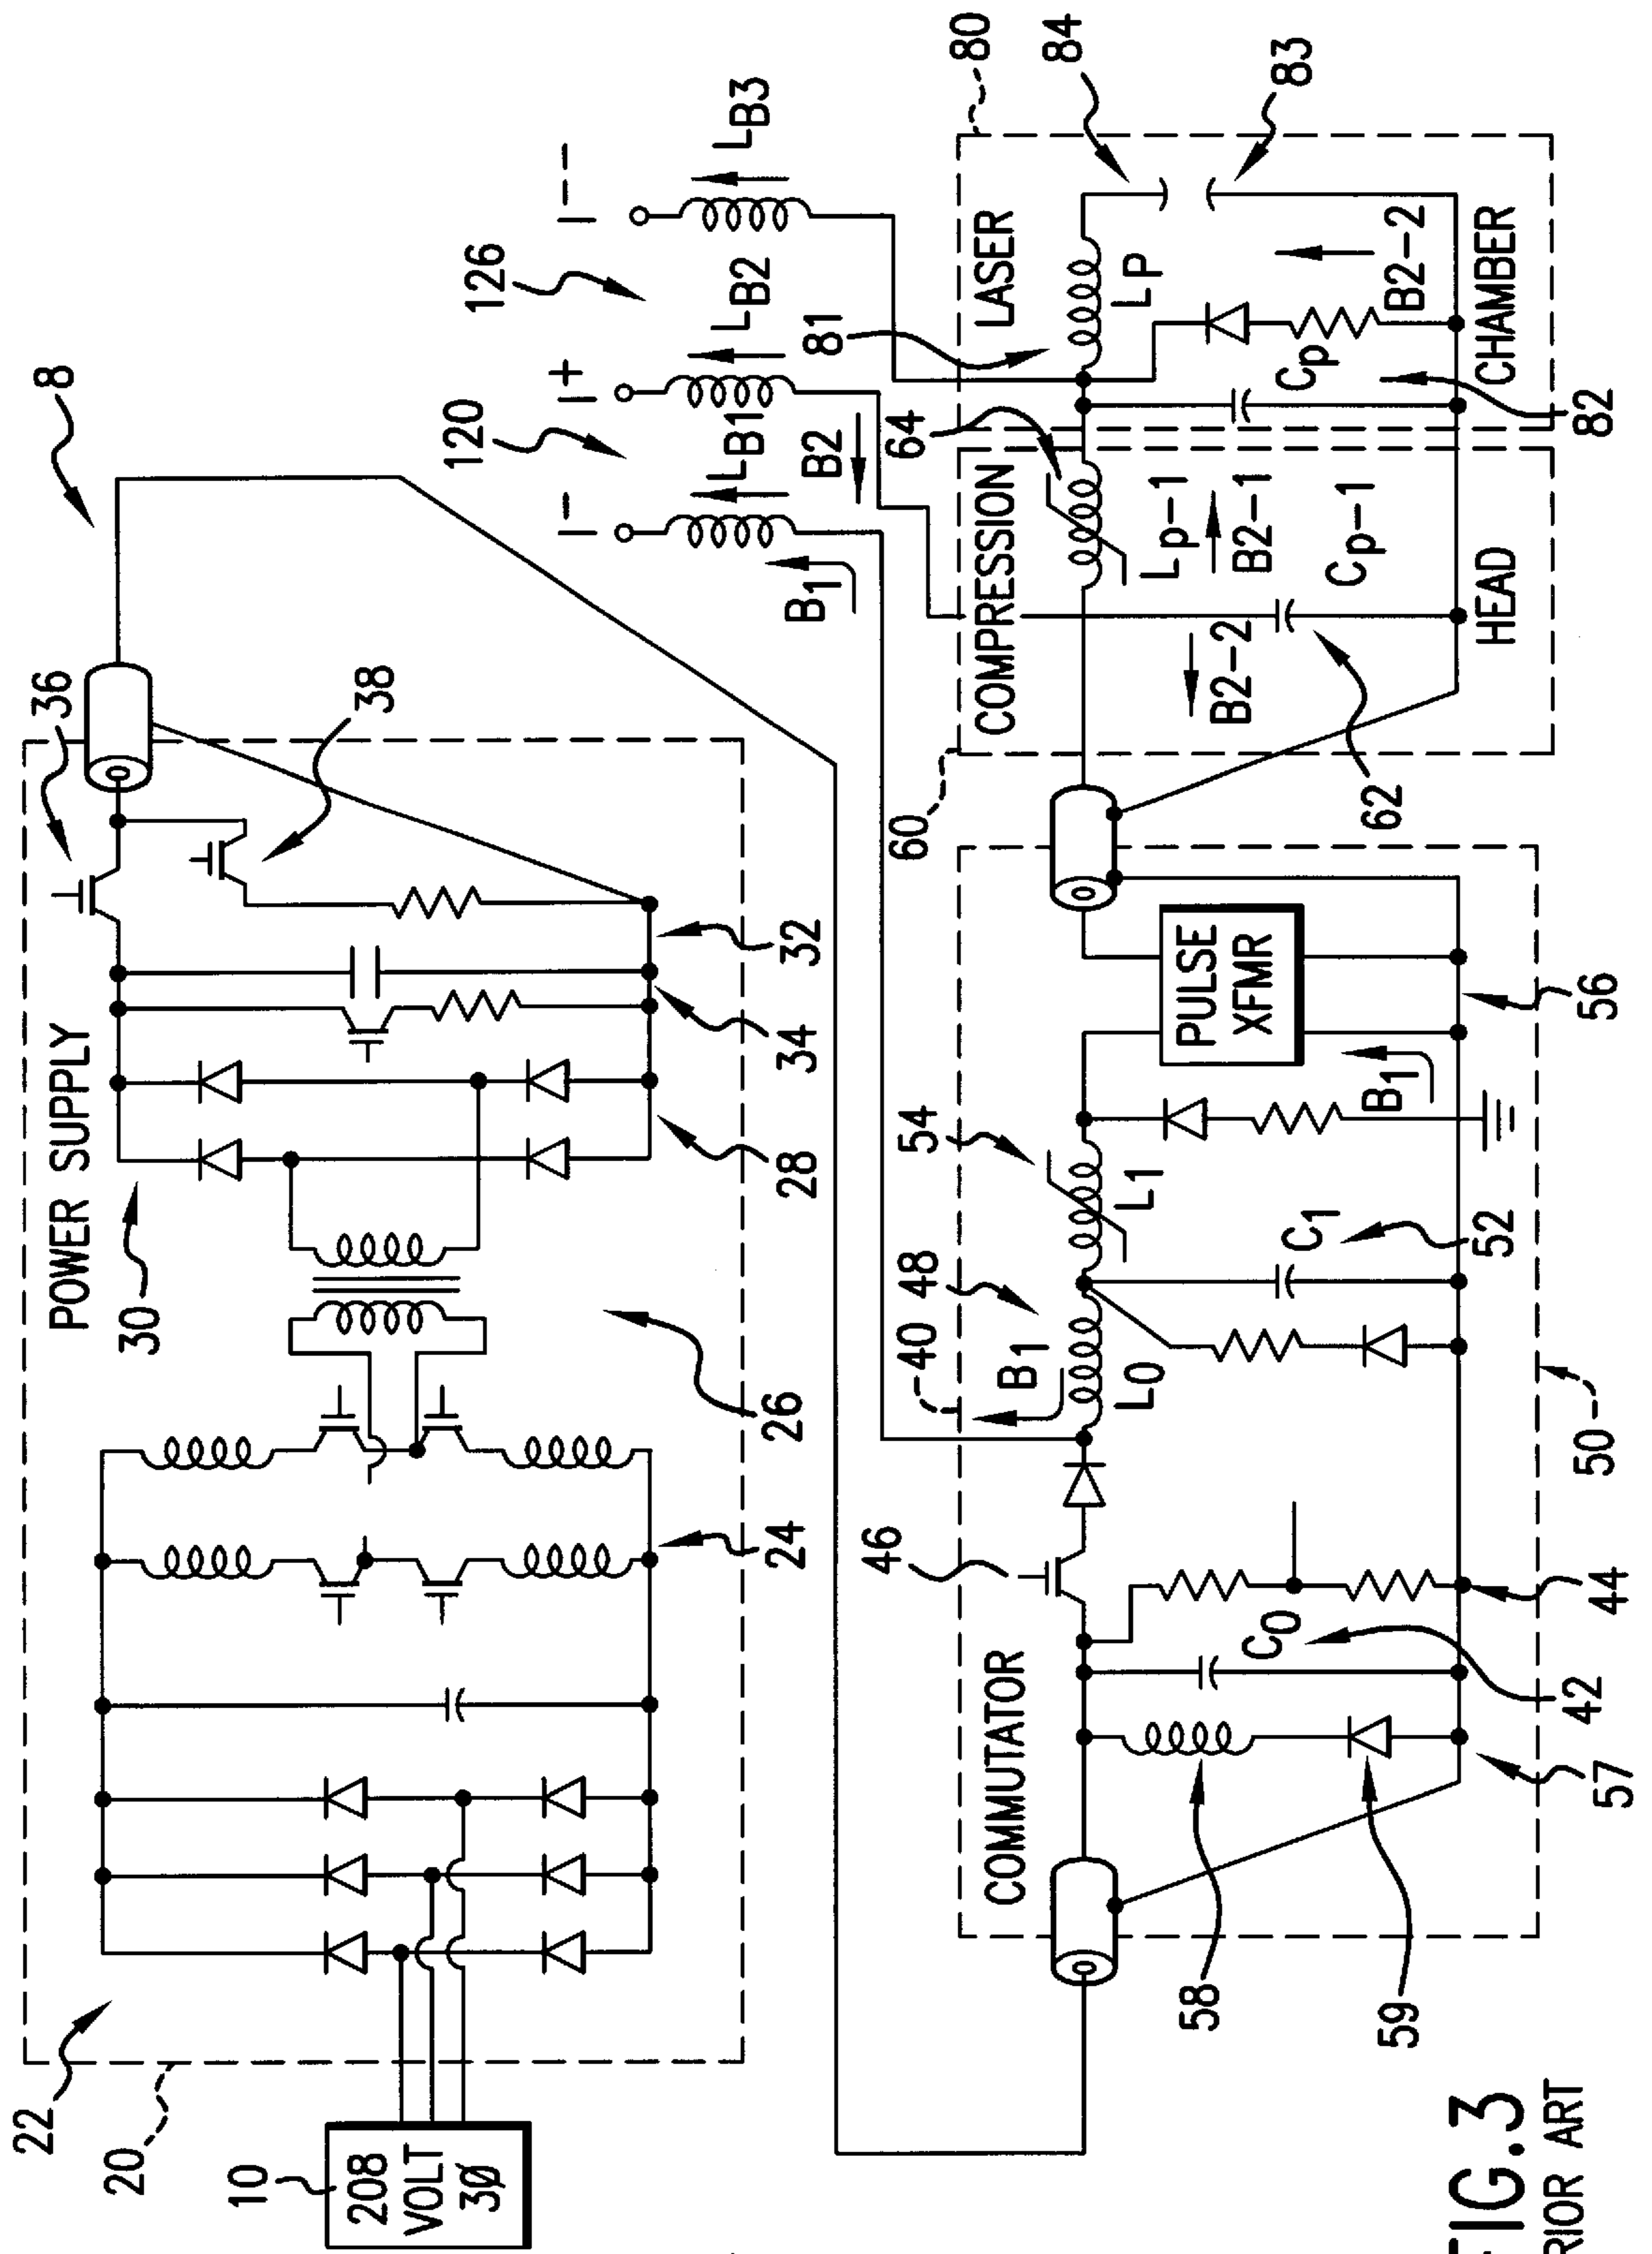 8
36
38
POWER SUPPLY
30
32
34
28
26
24
22
20
10
208
VOLT
3Ø
126
120
I-
I+
I--
LB1
LB2
LB3
B1
B2
COMMUTATOR
40
46
48
B1
L0
54
L1
C1
52
B1
PULSE
XFMR
56
50
44
C0
42
57
58
59
60
COMPRESSION
HEAD
62
64
Lp-1
B2-1
B2-2
Cp-1
80
LASER
CHAMBER
81
LP
84
83
Cp
82
B2-2
FIG.3
RIOR ART